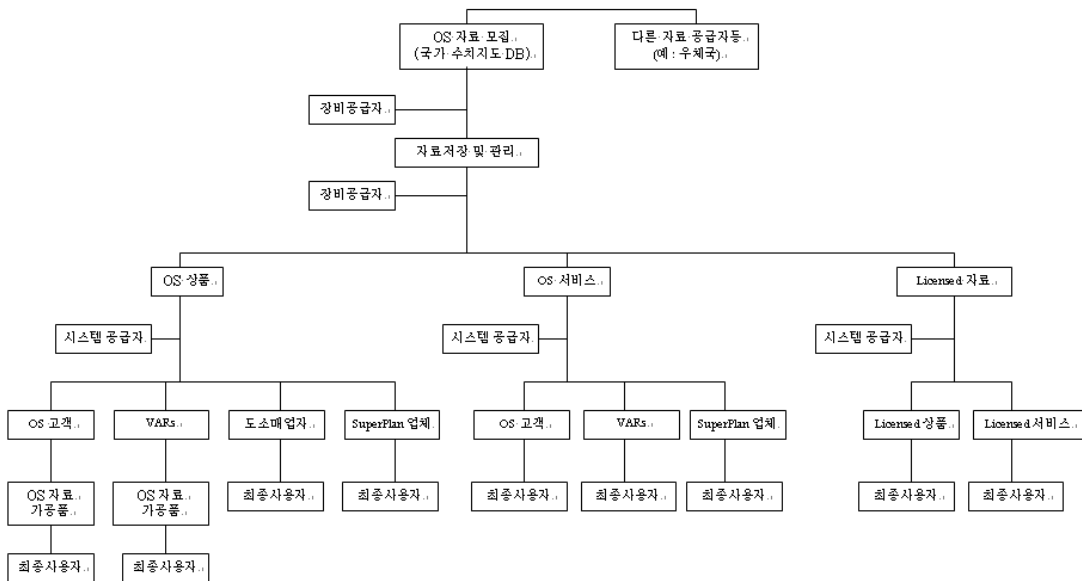 OS 자료 모집
(국가 수치지도 DB)
다른 자료 공급자등
(예 : 우체국)
장비공급자
자료저장 및 관리
장비공급자
OS 상품
OS 서비스
Licensed 자료
시스템 공급자
시스템 공급자
시스템 공급자
OS 고객
VARs
도소매업자
SuperPlan 업체
OS 고객
VARs
SuperPlan 업체
Licensed 상품
Licensed 서비스
OS 자료
가공품
OS 자료
가공품
최종사용자
최종사용자
최종사용자
최종사용자
최종사용자
최종사용자
최종사용자
최종사용자
최종사용자